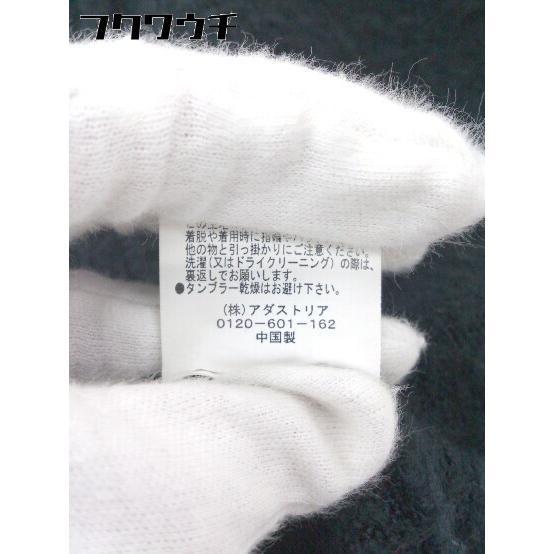 フクワウチ
着脱や着用時に指輪や
他の物と引っ掛かりにご注意ください。
洗濯(又はドライクリーニング)の際は、
裏返しでお願いします。
●タンブラー乾燥はお避け下さい。
(株)アダストリア
0120-601-162
中国製